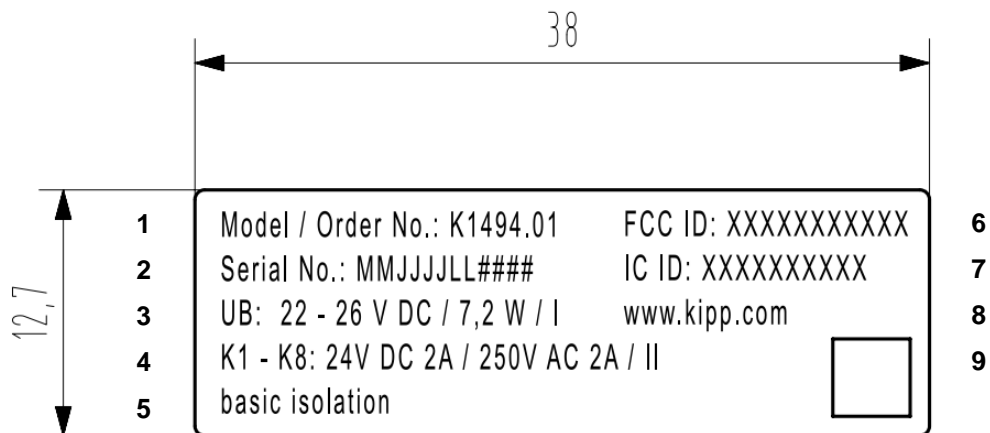 38
12,7
1 Model / Order No.: K1494.01 FCC ID: XXXXXXXXXXX 6
2 Serial No.: MMJJJJLL#### IC ID: XXXXXXXXXX 7
3 UB: 22 - 26 V DC / 7,2 W / I www.kipp.com 8
4 K1 - K8: 24V DC 2A / 250V AC 2A / II 9
5 basic isolation